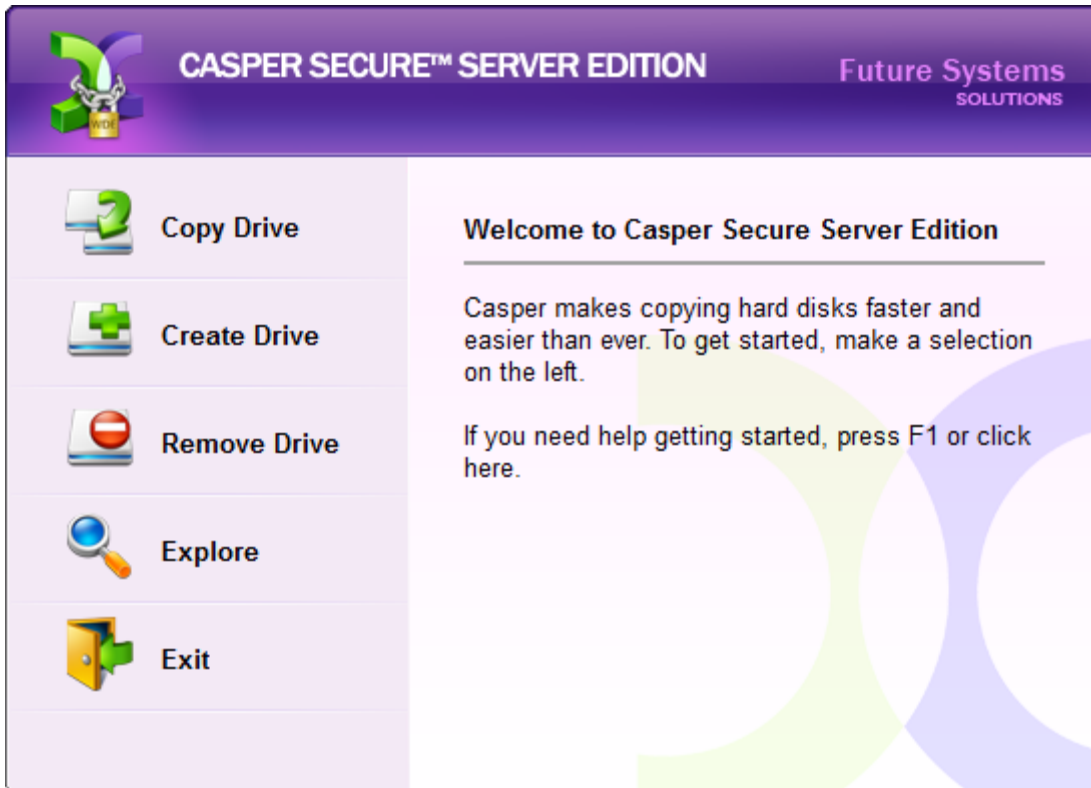 CASPER SECURE™ SERVER EDITION
Future Systems
SOLUTIONS
WDE
Copy Drive
Create Drive
Remove Drive
Explore
Exit
Welcome to Casper Secure Server Edition
Casper makes copying hard disks faster and
easier than ever. To get started, make a selection
on the left.
If you need help getting started, press F1 or click
here.